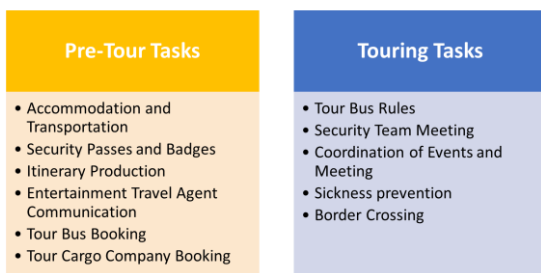 Pre-Tour Tasks
• Accommodation and
Transportation
• Security Passes and Badges
• Itinerary Production
• Entertainment Travel Agent
Communication
• Tour Bus Booking
• Tour Cargo Company Booking
Touring Tasks
• Tour Bus Rules
• Security Team Meeting
• Coordination of Events and
Meeting
• Sickness prevention
• Border Crossing